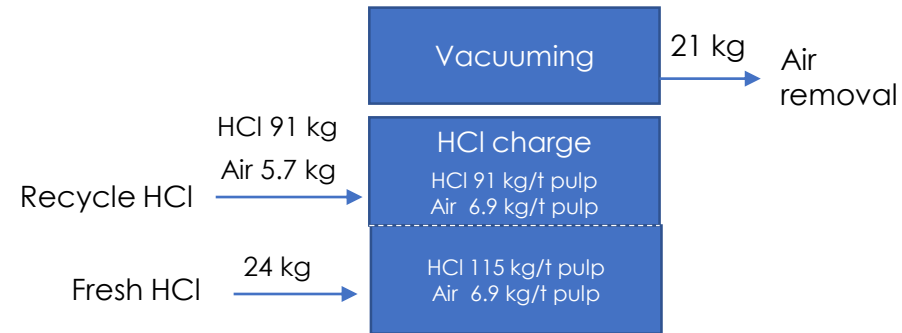 Vacuuming
21 kg
Air
removal
HCl 91 kg
Air 5.7 kg
Recycle HCl
HCl charge
HCl 91 kg/t pulp
Air  6.9 kg/t pulp
Fresh HCl
24 kg
HCl 115 kg/t pulp
Air  6.9 kg/t pulp